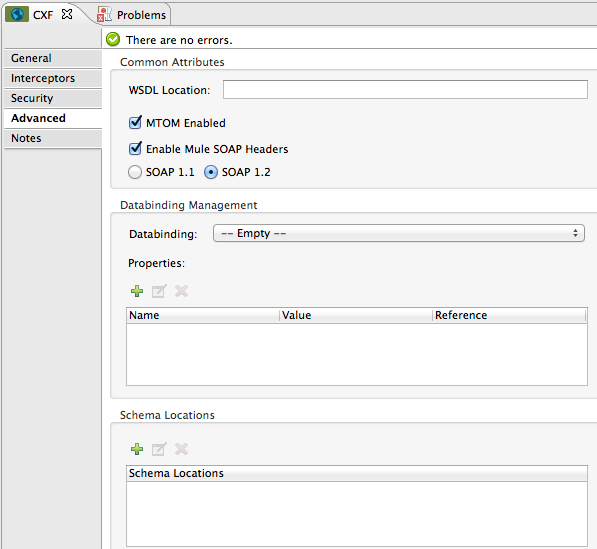 CXF Problems
There are no errors.
General
Interceptors
Security
Advanced
Notes
Common Attributes
WSDL Location:
MTOM Enabled
Enable Mule SOAP Headers
SOAP 1.1 SOAP 1.2
Databinding Management
Databinding: -- Empty --
Properties:
Name Value Reference
Schema Locations
Schema Locations